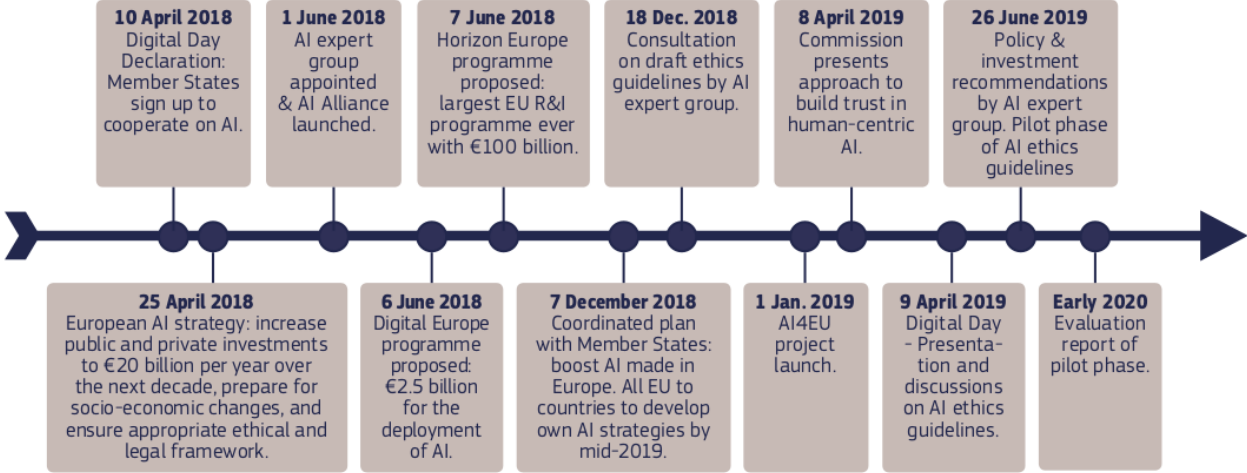 10 April 2018
Digital Day
Declaration:
Member States
sign up to
cooperate on AI.
1 June 2018
AI expert
group
appointed
& AI Alliance
launched.
7 June 2018
Horizon Europe
programme
proposed:
largest EU R&I
programme ever
with €100 billion.
18 Dec. 2018
Consultation
on draft ethics
guidelines by AI
expert group.
8 April 2019
Commission
presents
approach to
build trust in
human-centric
AI.
26 June 2019
Policy &
investment
recommendations
by AI expert
group. Pilot phase
of AI ethics
guidelines
25 April 2018
European AI strategy: increase
public and private investments
to €20 billion per year over
the next decade, prepare for
socio-economic changes, and
ensure appropriate ethical and
legal framework.
6 June 2018
Digital Europe
programme
proposed:
€2.5 billion
for the
deployment
of AI.
7 December 2018
Coordinated plan
with Member States:
boost AI made in
Europe. All EU to
countries to develop
own AI strategies by
mid-2019.
1 Jan. 2019
AI4EU
project
launch.
9 April 2019
Digital Day
- Presenta-
tion and
discussions
on AI ethics
guidelines.
Early 2020
Evaluation
report of
pilot phase.